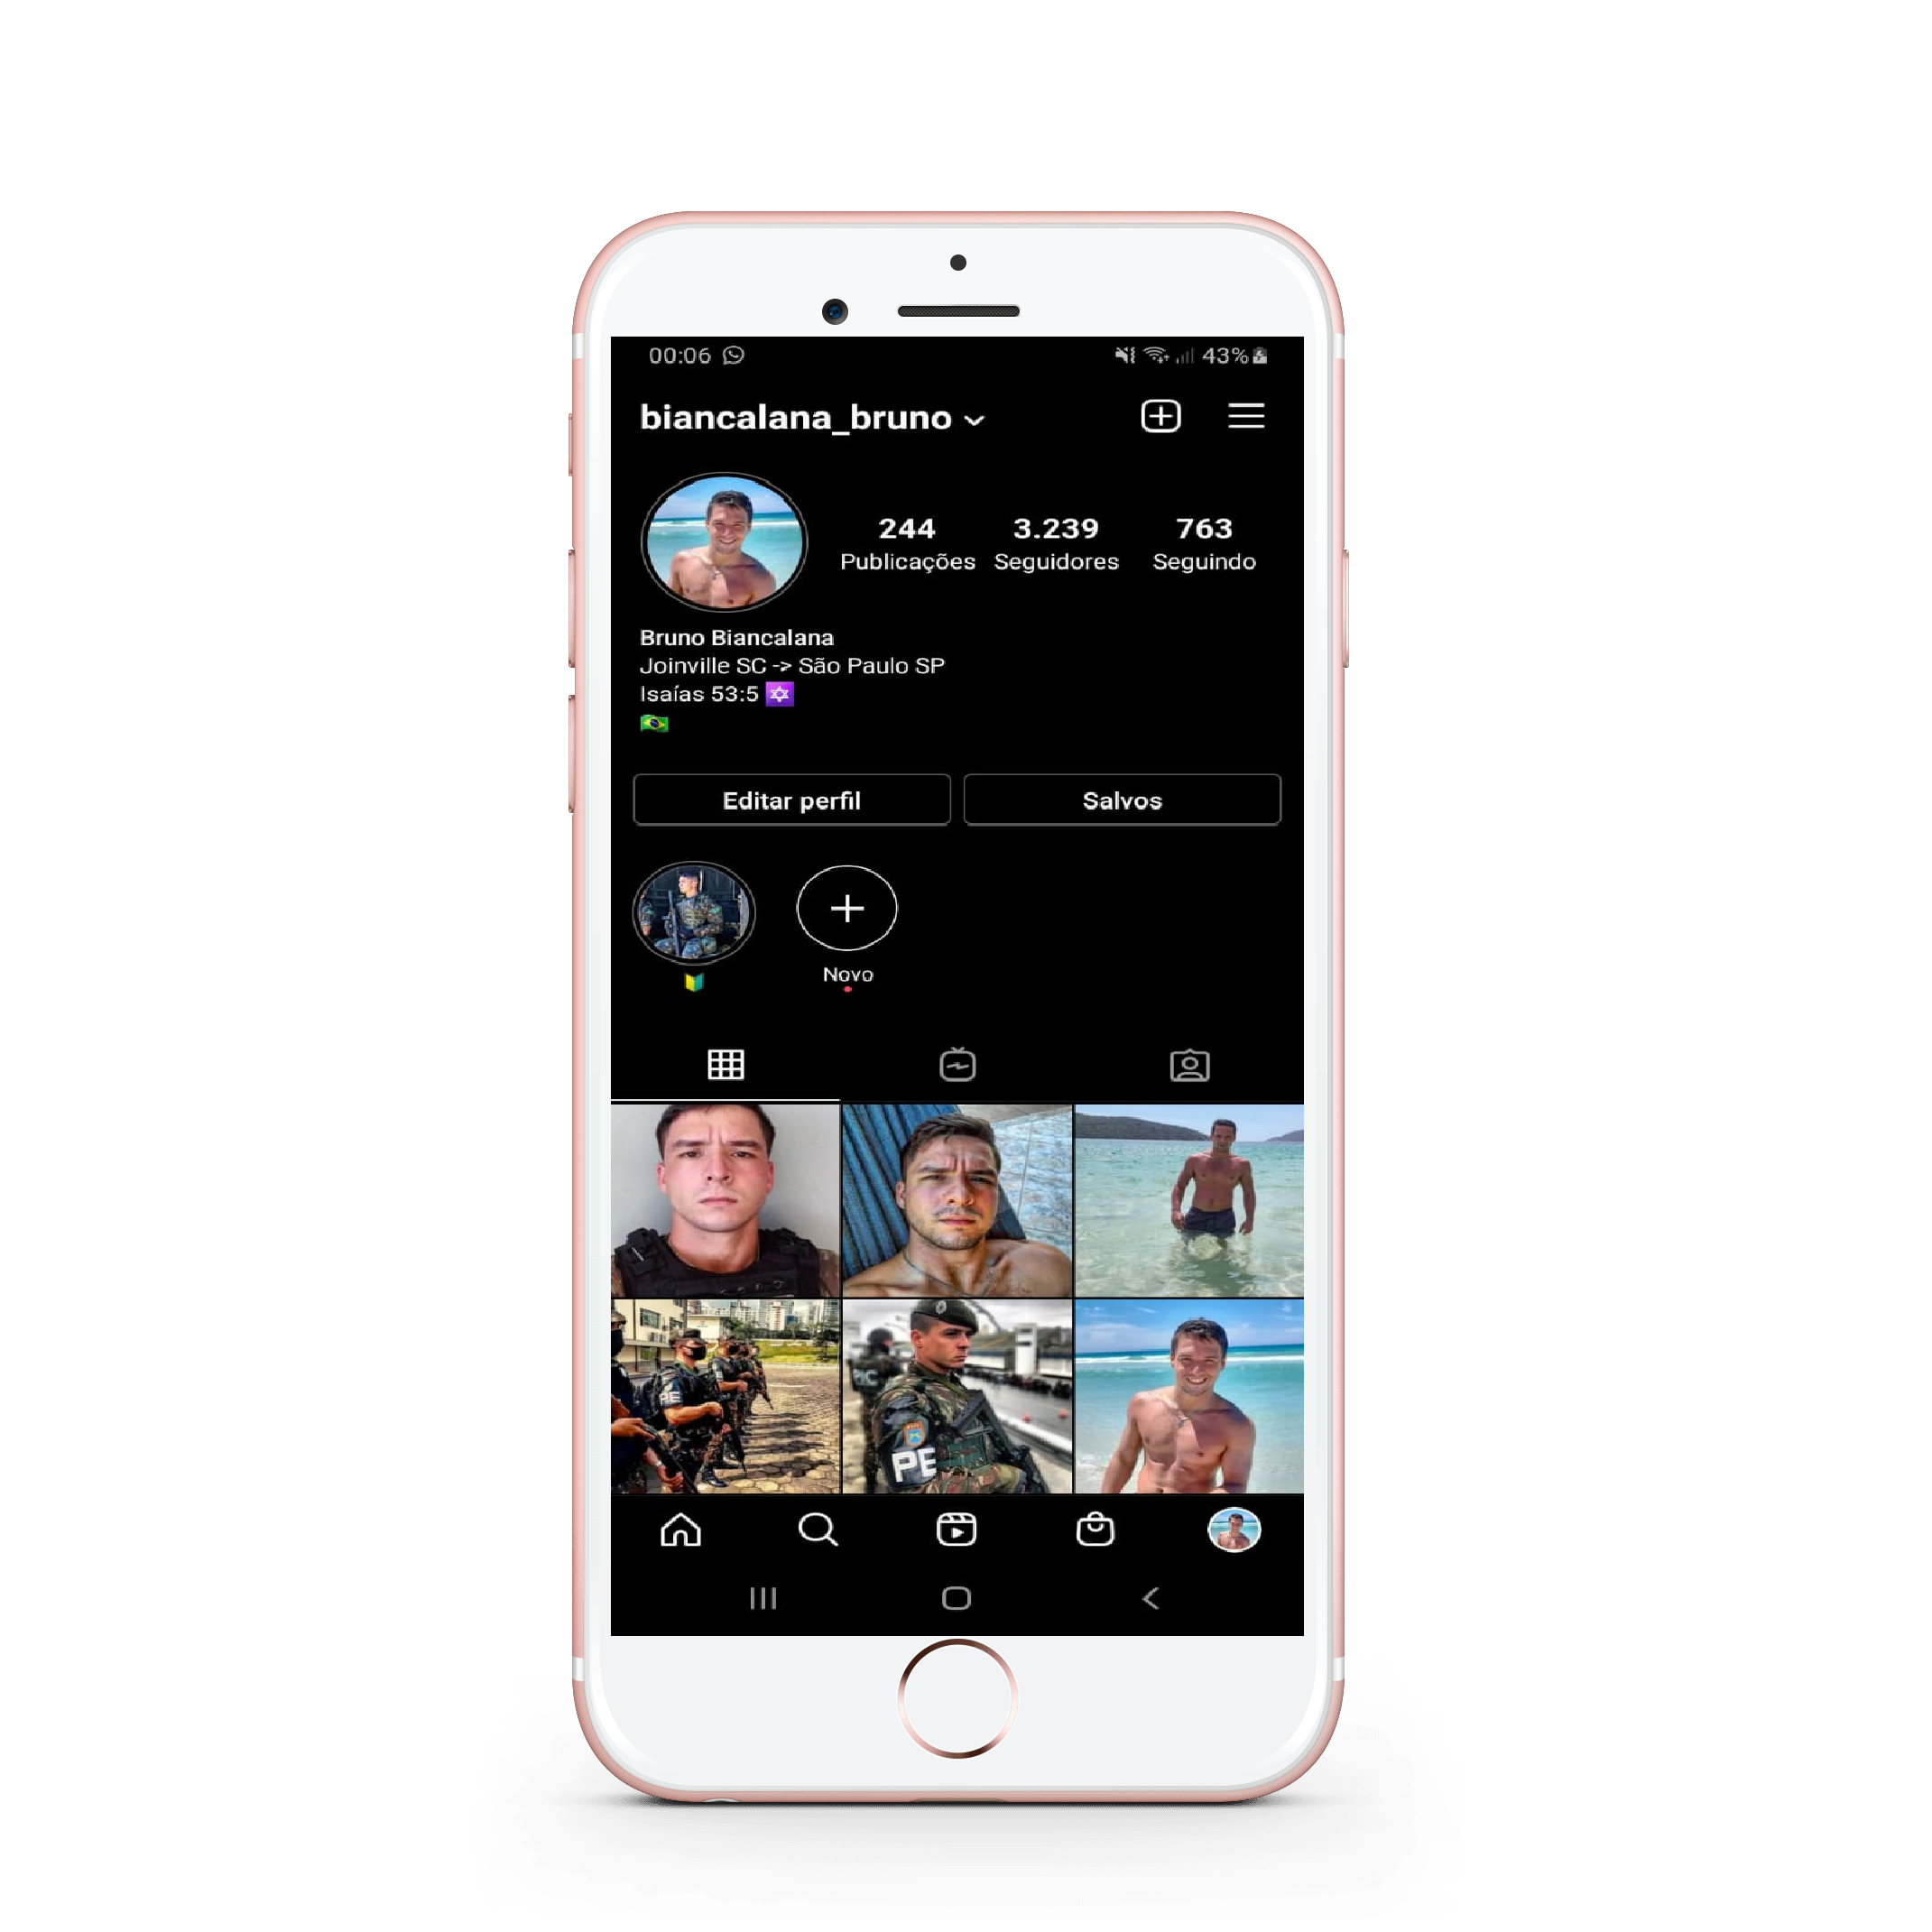 00:06 43%
biancalana_bruno
244 3.239 763
Publicações Seguidores Seguindo
Bruno Biancalana
Joinville SC -> São Paulo SP
Isaías 53:5
Editar perfil Salvos
Novo
PE
PE